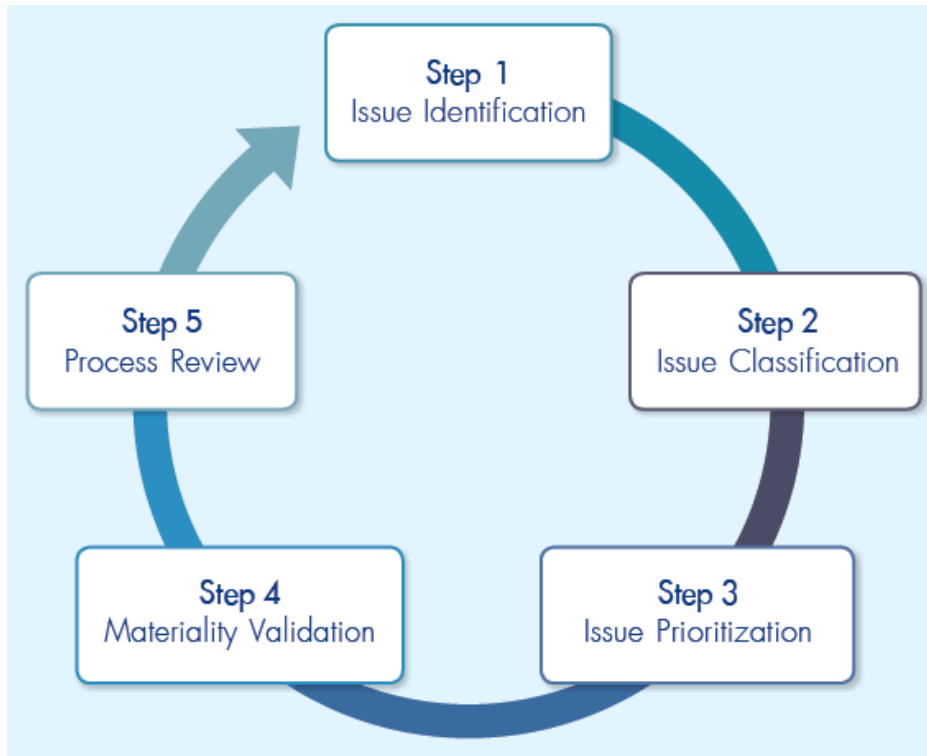 Step 1
Issue Identification
Step 2
Issue Classification
Step 3
Issue Prioritization
Step 4
Materiality Validation
Step 5
Process Review